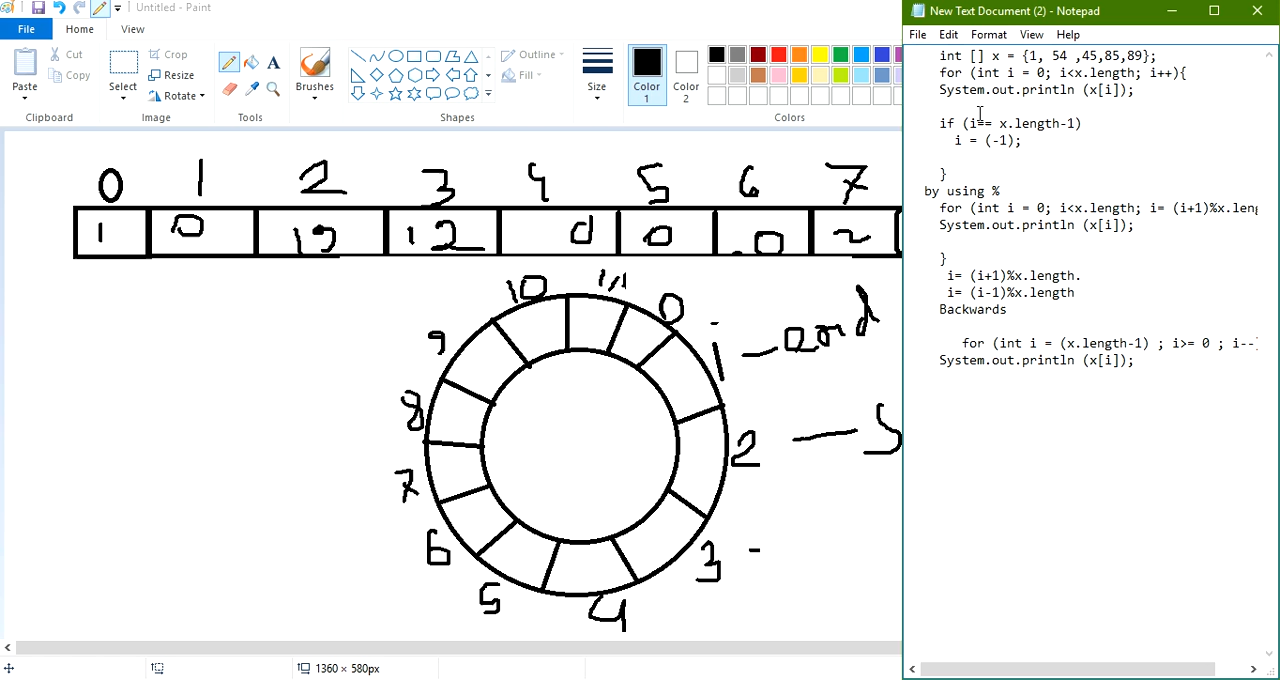 Untitled - Paint
File Home View
Paste
Cut
Copy
Clipboard
Select
Crop
Resize
Rotate
Image
Tools
Brushes
Outline
Fill
Shapes
Size
Color 1
Color 2
Colors
0 1 2 3 4 5 6 7
1 0 12 d 0 .0
10 0
9
8
7
6
5
4
3 -
2
1360 × 580px
New Text Document (2) - Notepad
File Edit Format View Help
int [] x = {1, 54 ,45,85,89};
for (int i = 0; i<x.length; i++){
System.out.println (x[i]);
if (i== x.length-1)
i = (-1);
}
by using %
for (int i = 0; i<x.length; i= (i+1)%x.leng
System.out.println (x[i]);
}
i= (i+1)%x.length.
i= (i-1)%x.length
Backwards
for (int i = (x.length-1) ; i>= 0 ; i--
System.out.println (x[i]);